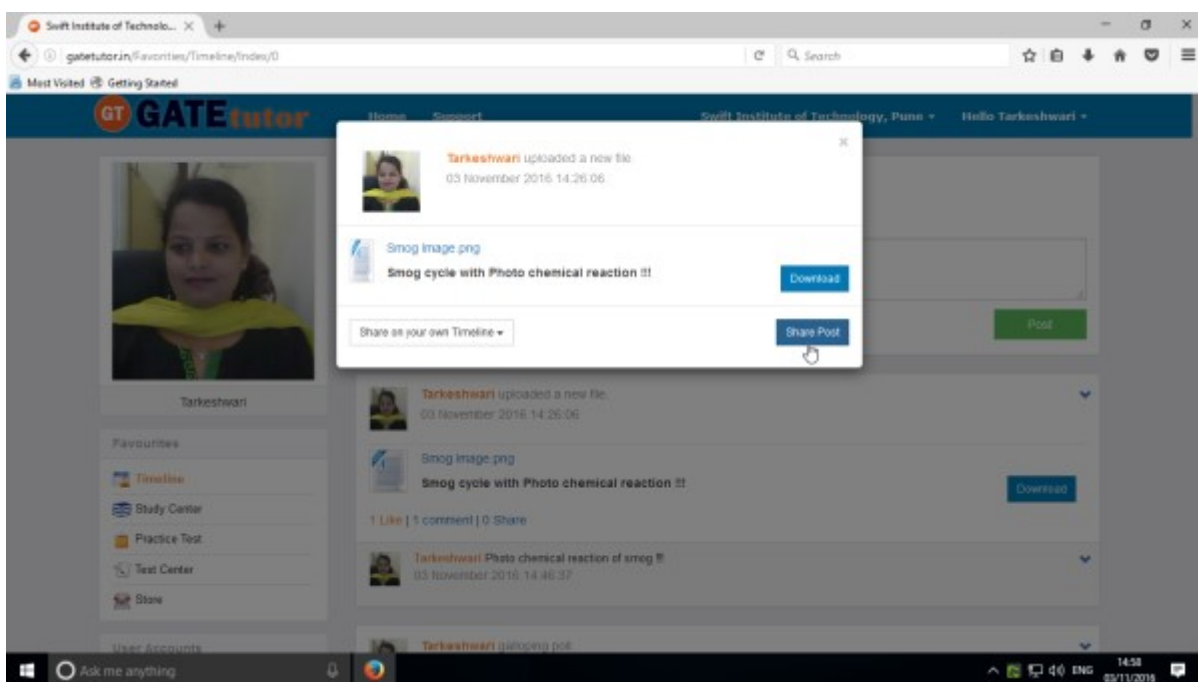 Swift Institute of Technolo...
gatetutor.in/Favorities/Timeline/Index/0
Search
Most Visited
Getting Started
GT GATEtutor
Home
Support
Swift Institute of Technology, Pune
Hello Tarkeshwari
Tarkeshwari uploaded a new file.
03 November 2016 14:26:06
Smog Image.png
Smog cycle with Photo chemical reaction !!!
Download
Share on your own Timeline
Share Post
Post
Tarkeshwari
Favourites
Timeline
Study Center
Practice Test
Test Center
Store
User Accounts
Tarkeshwari uploaded a new file.
03 November 2016 14:26:06
Smog Image.png
Smog cycle with Photo chemical reaction !!!
Download
1 Like | 1 comment | 0 Share
Tarkeshwari Photo chemical reaction of smog !!!
03 November 2016 14:46:37
Tarkeshwari galloping poll
Ask me anything
ENG
14:58
03/11/2016